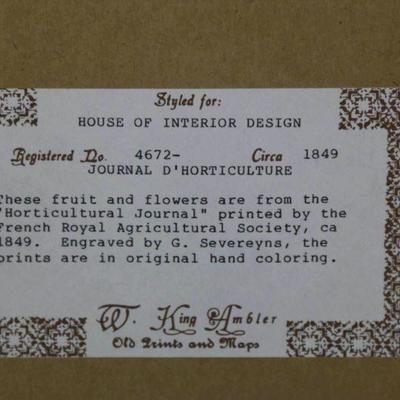 Styled for:
HOUSE OF INTERIOR DESIGN
Registered No. 4672- Circa 1849
JOURNAL D'HORTICULTURE
These fruit and flowers are from the
"Horticultural Journal" printed by the
French Royal Agricultural Society, ca
1849. Engraved by G. Severeyns, the
prints are in original hand coloring.
W. King Ambler
Old Prints and Maps